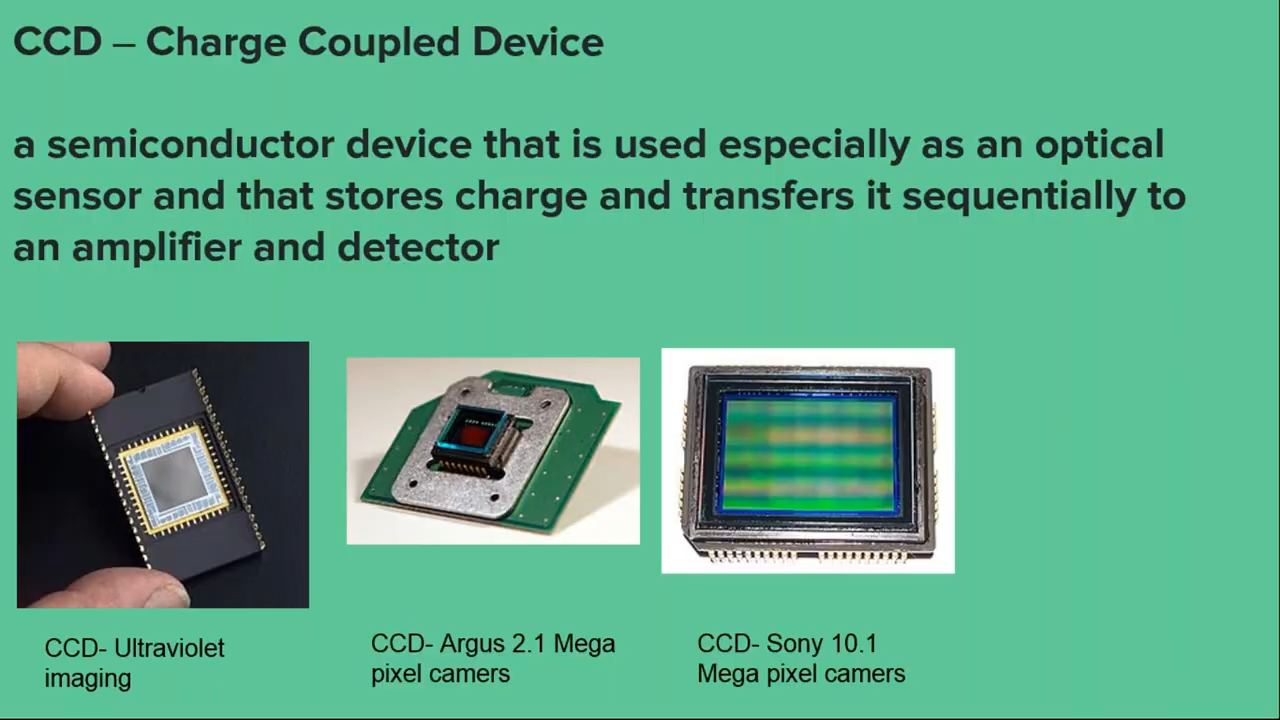 CCD – Charge Coupled Device
a semiconductor device that is used especially as an optical
sensor and that stores charge and transfers it sequentially to
an amplifier and detector
CCD- Ultraviolet
imaging
CCD- Argus 2.1 Mega
pixel camers
CCD- Sony 10.1
Mega pixel camers